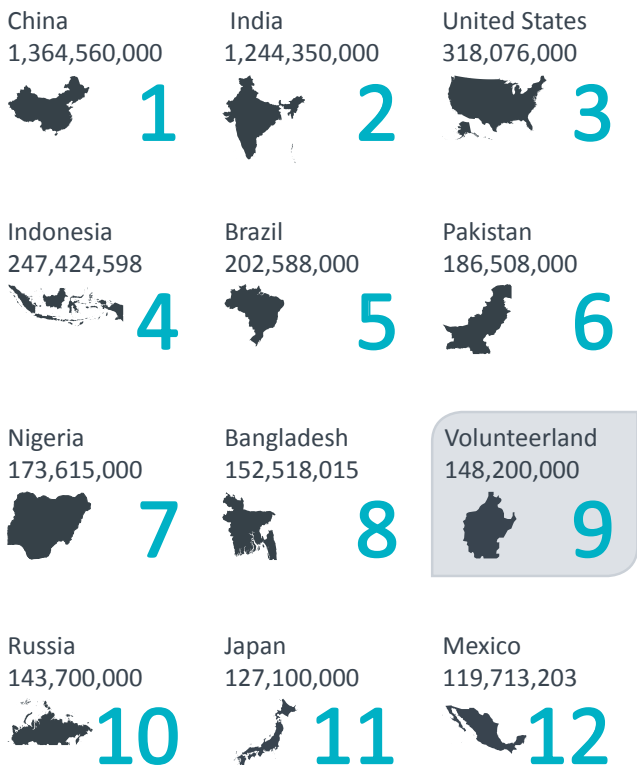 China
1,364,560,000
1
India
1,244,350,000
2
United States
318,076,000
3
Indonesia
247,424,598
4
Brazil
202,588,000
5
Pakistan
186,508,000
6
Nigeria
173,615,000
7
Bangladesh
152,518,015
8
Volunteerland
148,200,000
9
Russia
143,700,000
10
Japan
127,100,000
11
Mexico
119,713,203
12